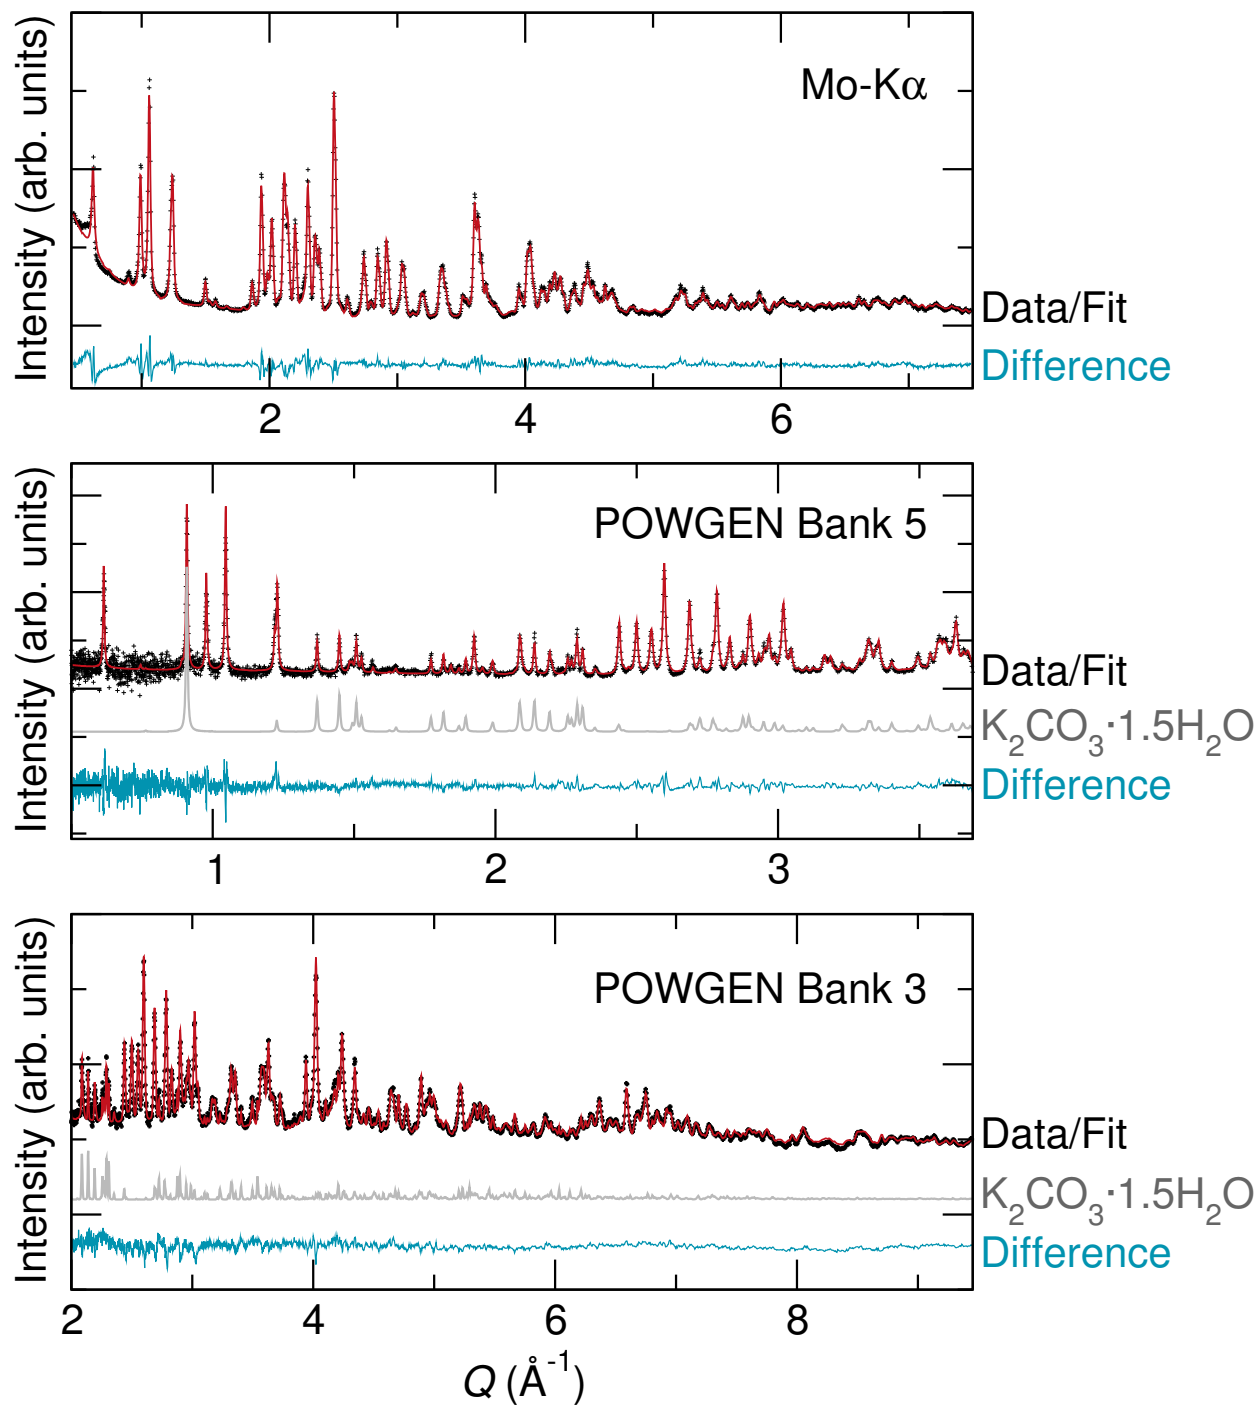 Intensity (arb. units)
Mo-Kα
Data/Fit
Difference
2 4 6
Intensity (arb. units)
POWGEN Bank 5
Data/Fit
K₂CO₃·1.5H₂O
Difference
1 2 3
Intensity (arb. units)
POWGEN Bank 3
Data/Fit
K₂CO₃·1.5H₂O
Difference
2 4 6 8
Q (Å⁻¹)